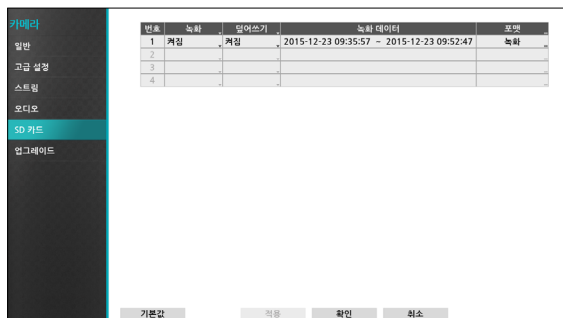 카메라
일반
고급 설정
스트림
오디오
SD 카드
업그레이드
번호 녹화 덮어쓰기 녹화 데이터 포맷
1 켜짐 켜짐 2015-12-23 09:35:57 - 2015-12-23 09:52:47 녹화
2
3
4
기본값 적용 확인 취소